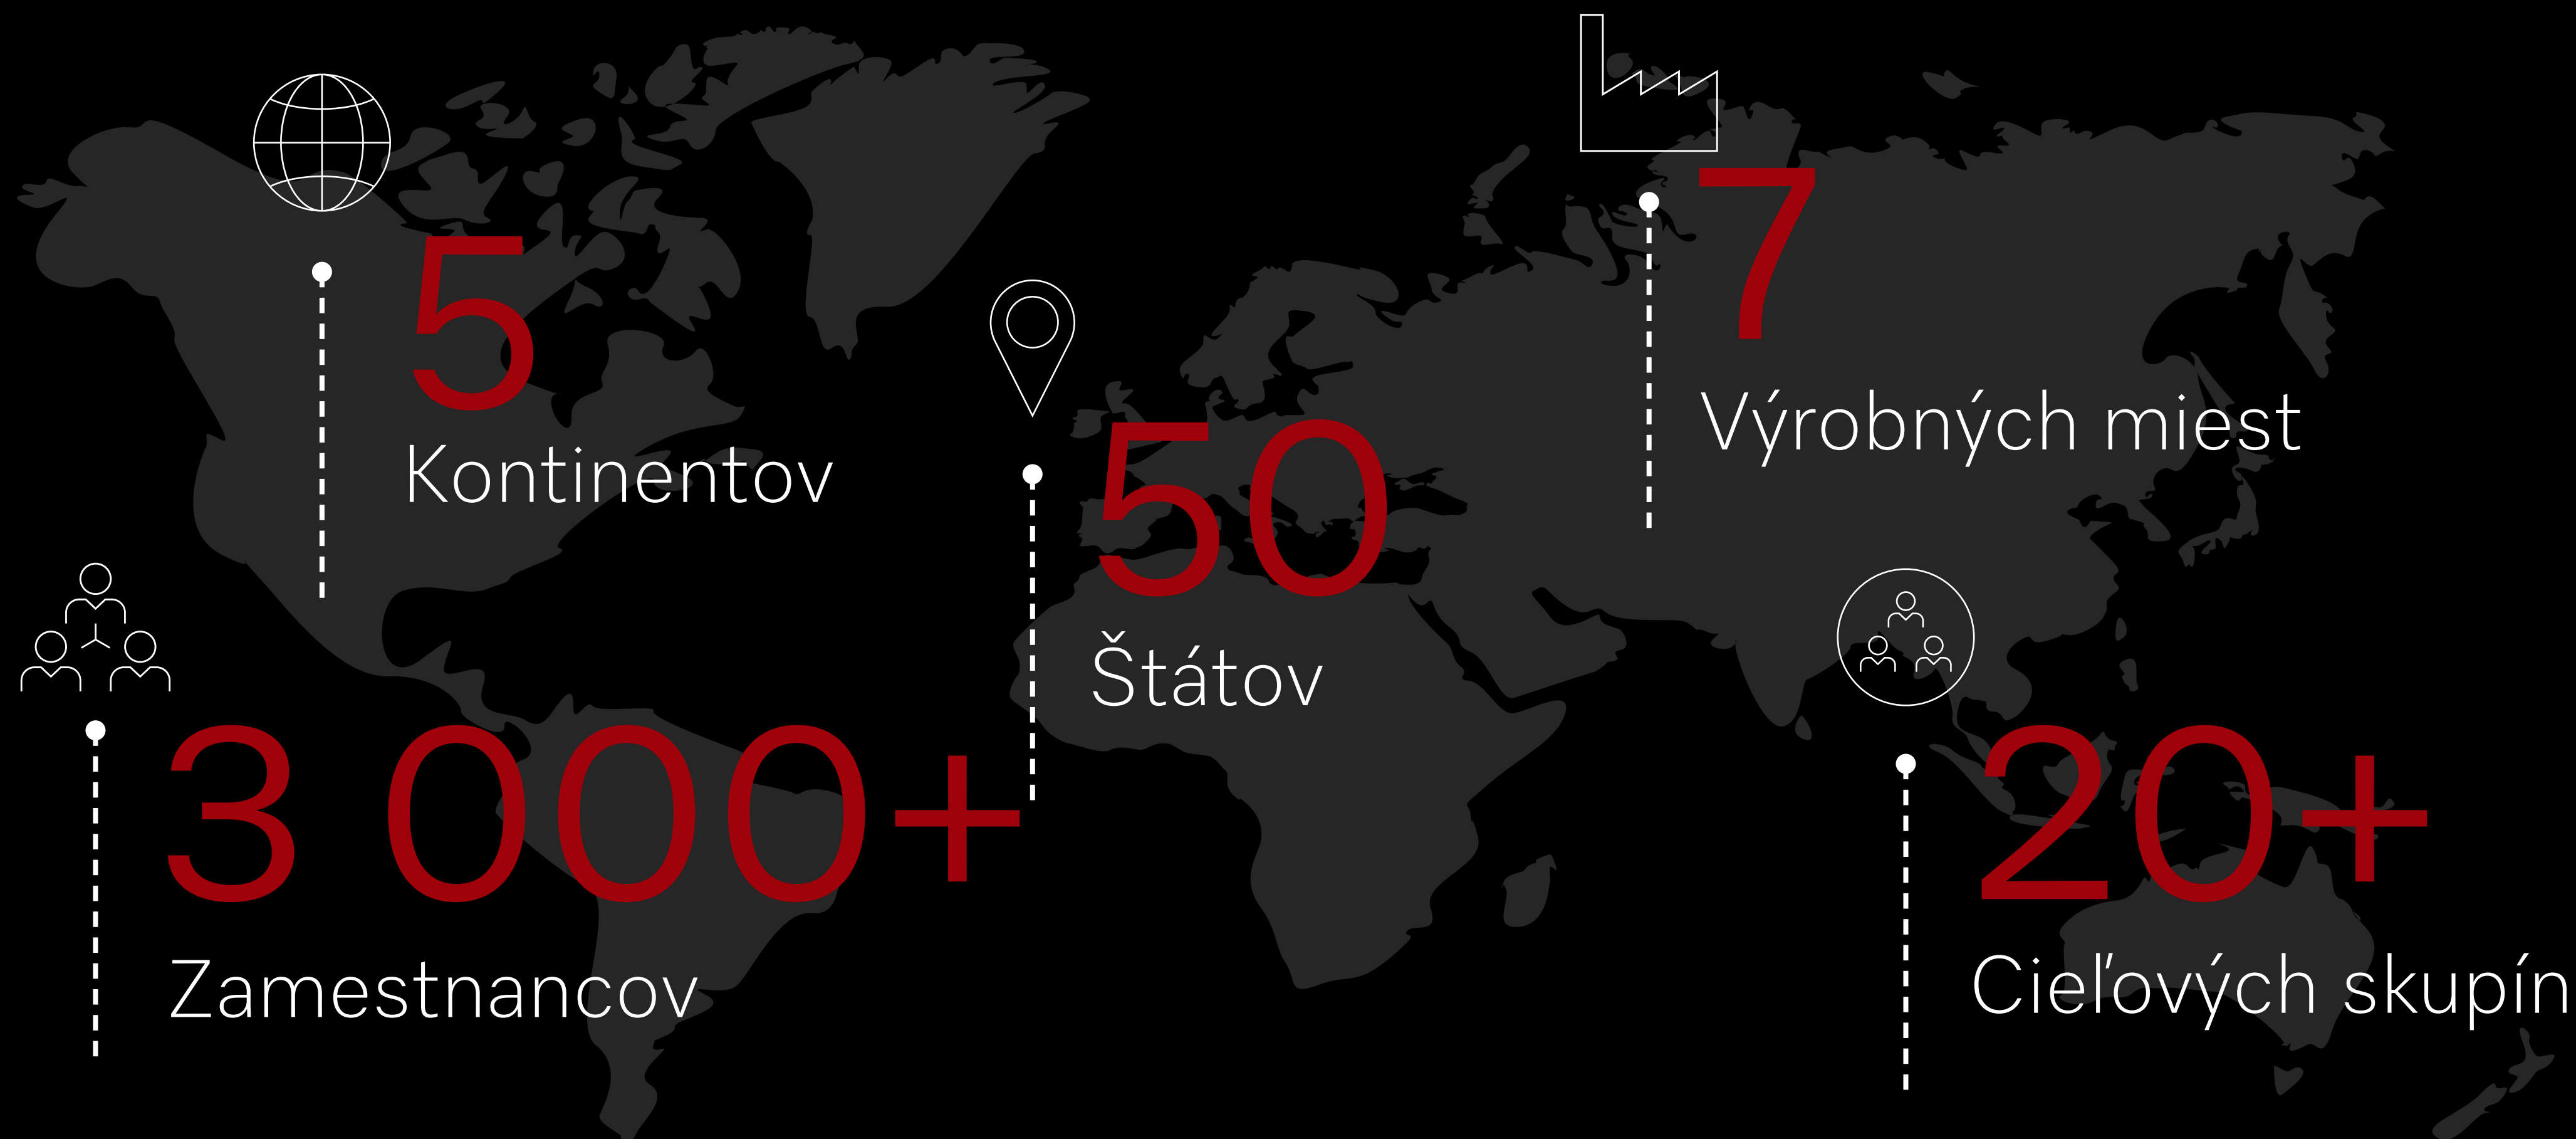 5
Kontinentov
50
Štátov
7
Výrobných miest
3 000+
Zamestnancov
20+
Cieľových skupín